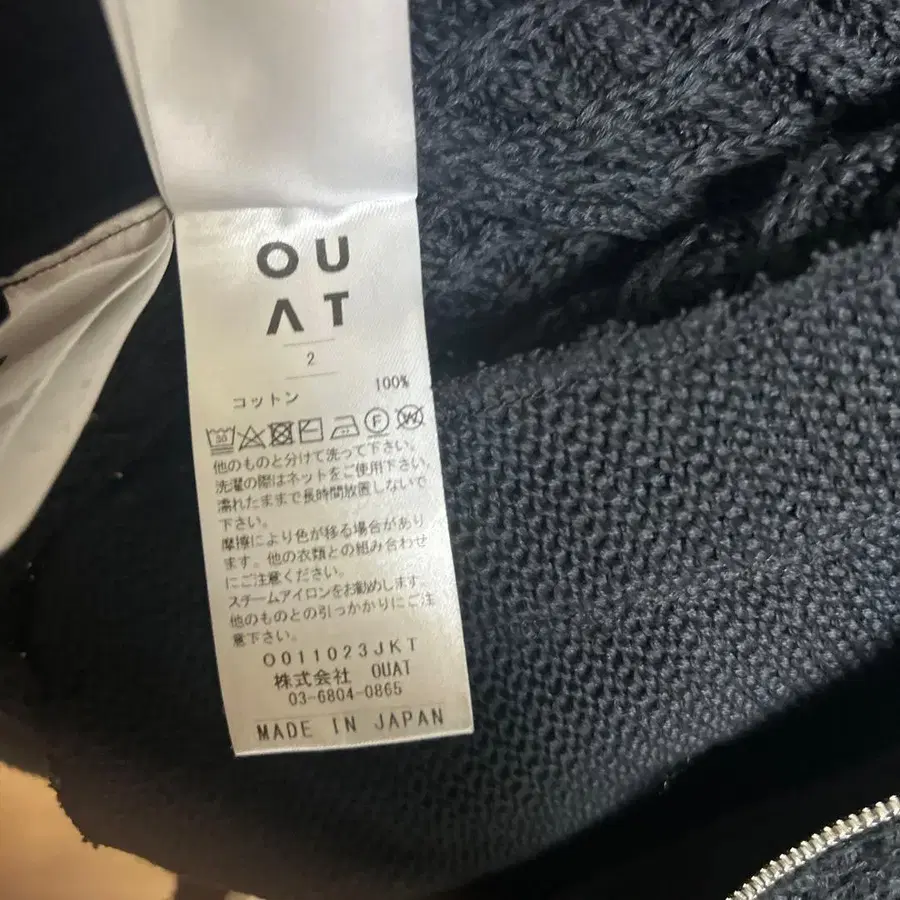 OU
AT
2
コットン 100%
30 F W
他のものと分けて洗って下さい。
洗濯の際はネットをご使用下さい。
濡れたままで長時間放置しないで
下さい。
摩擦により色が移る場合があり
ます。他の衣類との組み合わせ
にご注意ください。
スチームアイロンをお勧めします。
他のものとの引っかかりにご注
意下さい。
O011023JKT
株式会社 OUAT
03-6804-0865
MADE IN JAPAN